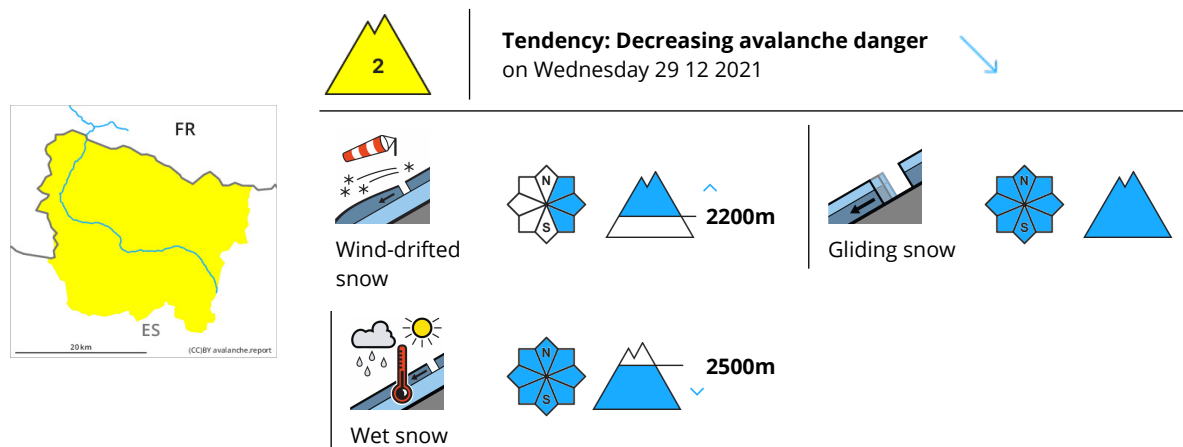 2
Tendency: Decreasing avalanche danger
on Wednesday 29 12 2021
FR
ES
20 km
(CC)BY avalanche.report
N
S
2200m
Wind-drifted
snow
N
S
Gliding snow
N
S
2500m
Wet snow